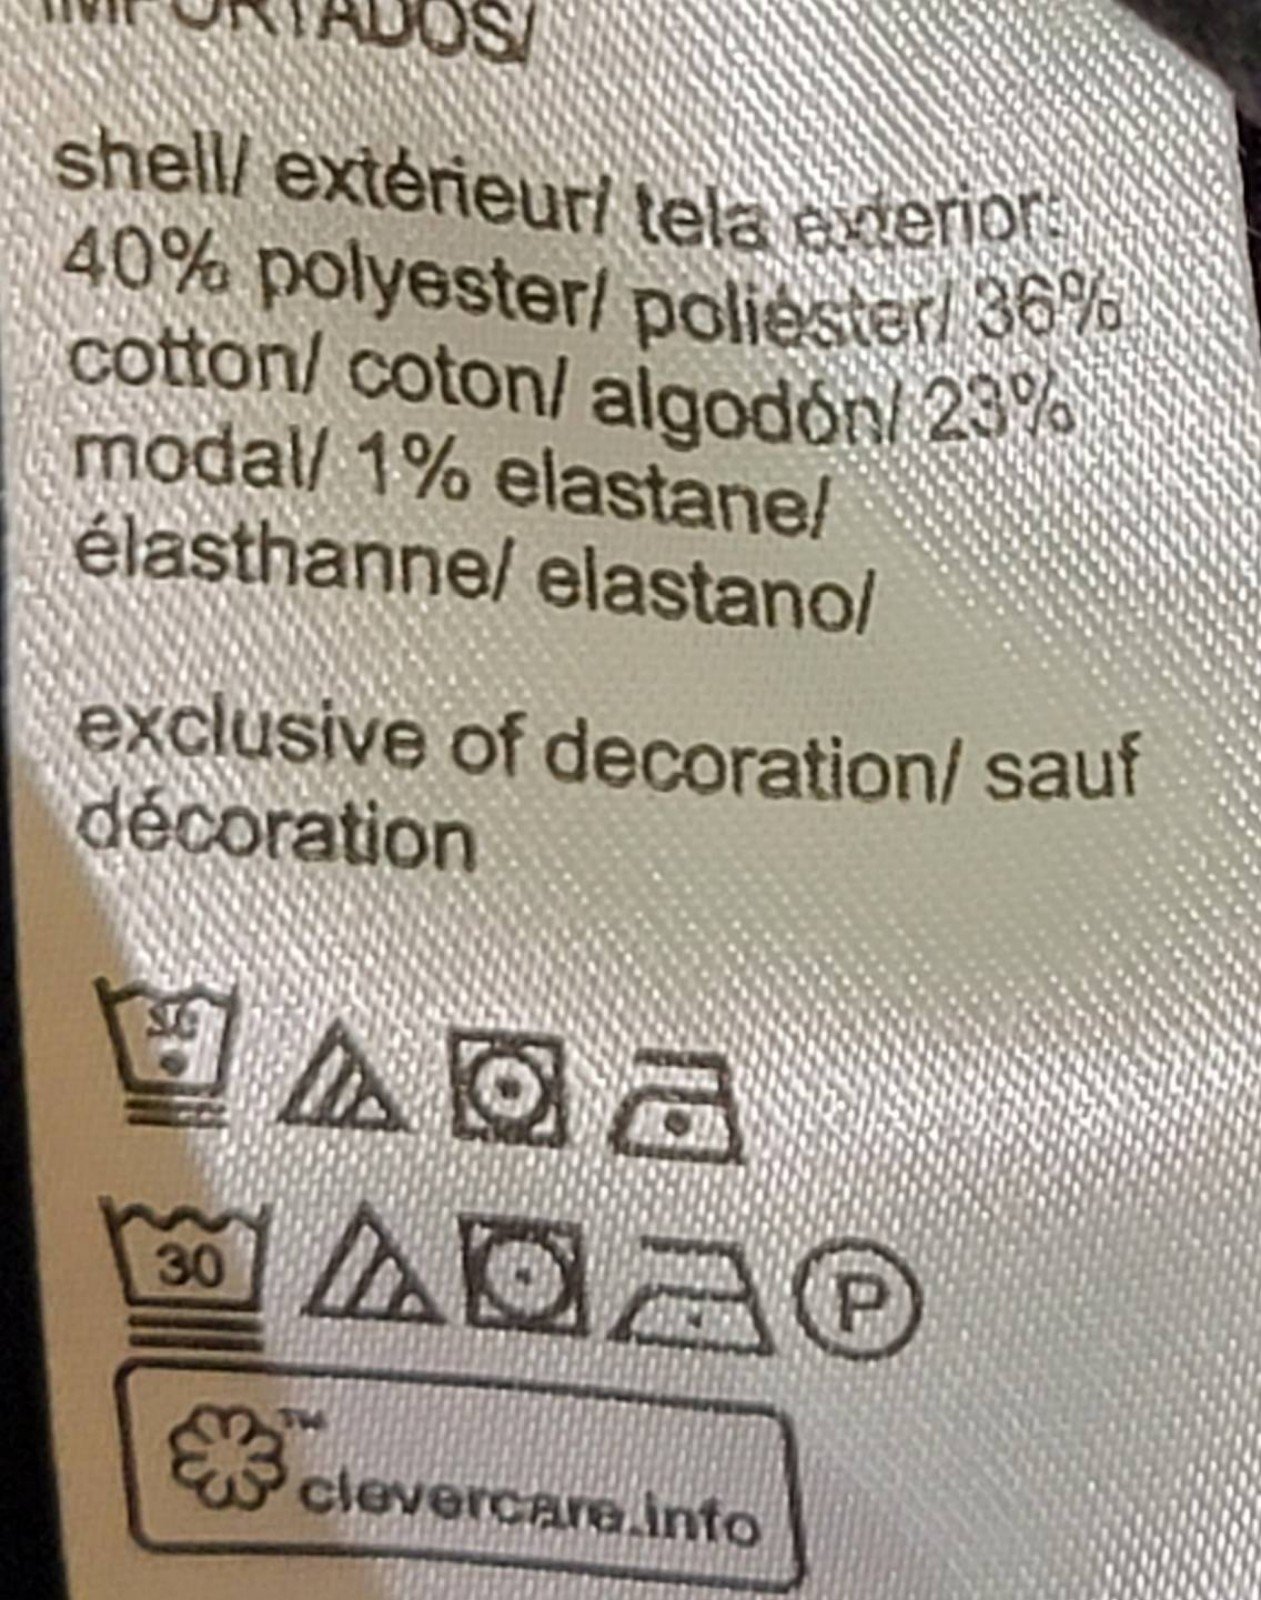 IMPORTADOS/
shell/ extérieur/ tela exterior:
40% polyester/ poliéster/ 36%
cotton/ coton/ algodón/ 23%
modal/ 1% elastane/
élasthanne/ elastano/
exclusive of decoration/ sauf
décoration
30 P
™ clevercare.info